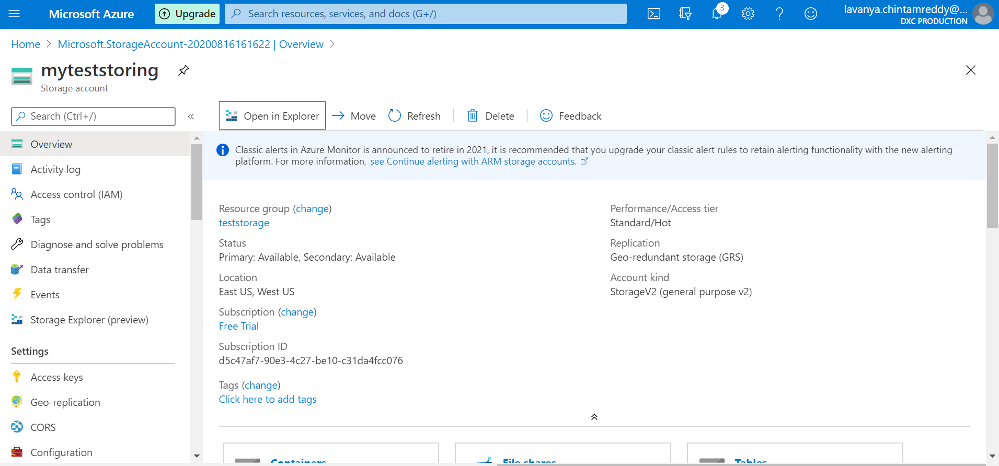 Microsoft Azure
Upgrade
Search resources, services, and docs (G+/)
3
lavanya.chintamreddy@...
DXC PRODUCTION
Home > Microsoft.StorageAccount-20200816161622 | Overview >
myteststoring
Storage account
Search (Ctrl+/)
«
Open in Explorer
Move
Refresh
Delete
Feedback
Overview
Activity log
Access control (IAM)
Tags
Diagnose and solve problems
Data transfer
Events
Storage Explorer (preview)
Settings
Access keys
Geo-replication
CORS
Configuration
Classic alerts in Azure Monitor is announced to retire in 2021, it is recommended that you upgrade your classic alert rules to retain alerting functionality with the new alerting
platform. For more information, see Continue alerting with ARM storage accounts.
Resource group (change)
teststorage
Status
Primary: Available, Secondary: Available
Location
East US, West US
Subscription (change)
Free Trial
Subscription ID
d5c47af7-90e3-4c27-be10-c31da4fcc076
Tags (change)
Click here to add tags
Performance/Access tier
Standard/Hot
Replication
Geo-redundant storage (GRS)
Account kind
StorageV2 (general purpose v2)
Containers
File shares
Tables